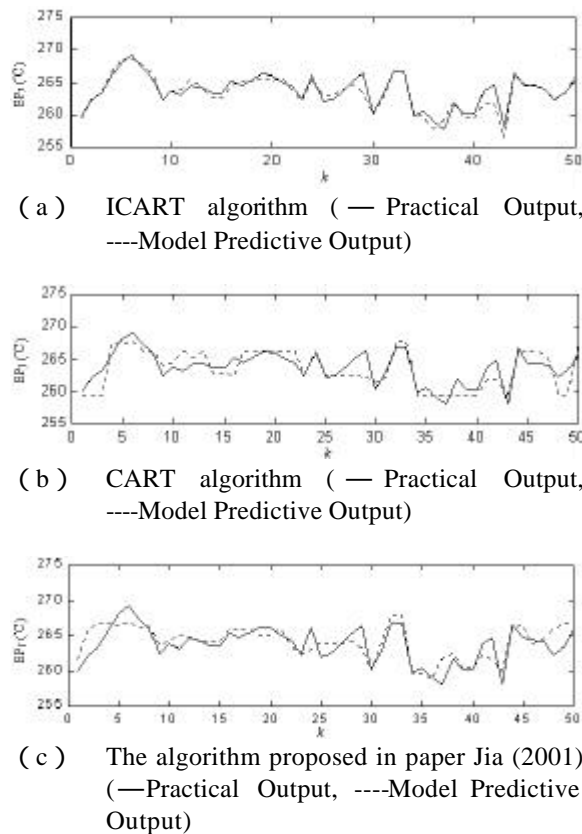 275
270
265
260
255
EP₁(℃)
0 10 20 30 40 50
k
(a) ICART algorithm (— Practical Output,
----Model Predictive Output)
275
270
265
260
255
EP₁(℃)
0 5 10 15 20 25 30 35 40 45 50
k
(b) CART algorithm (— Practical Output,
----Model Predictive Output)
275
270
265
260
255
EP₁(℃)
0 5 10 15 20 25 30 35 40 45 50
k
(c) The algorithm proposed in paper Jia (2001)
(—Practical Output, ----Model Predictive
Output)